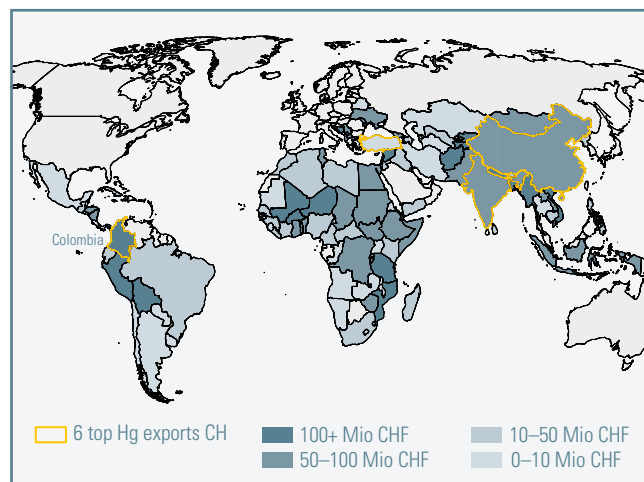 Colombia
6 top Hg exports CH
100+ Mio CHF
50–100 Mio CHF
10–50 Mio CHF
0–10 Mio CHF